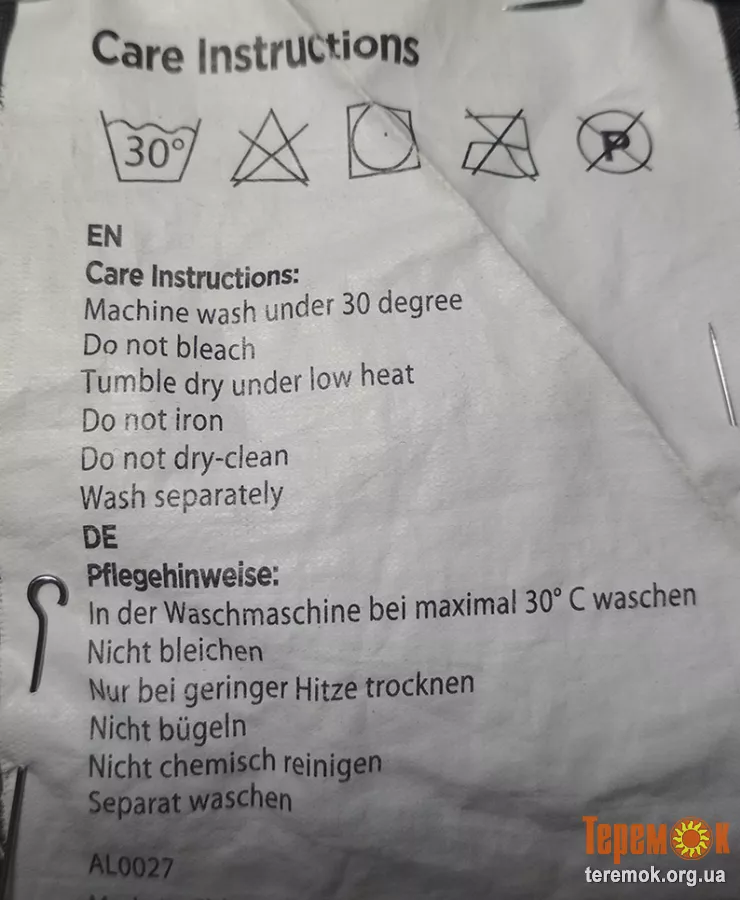 Care Instructions
30°
P
EN
Care Instructions:
Machine wash under 30 degree
Do not bleach
Tumble dry under low heat
Do not iron
Do not dry-clean
Wash separately
DE
Pflegehinweise:
In der Waschmaschine bei maximal 30° C waschen
Nicht bleichen
Nur bei geringer Hitze trocknen
Nicht bügeln
Nicht chemisch reinigen
Separat waschen
AL0027
Теремок
teremok.org.ua